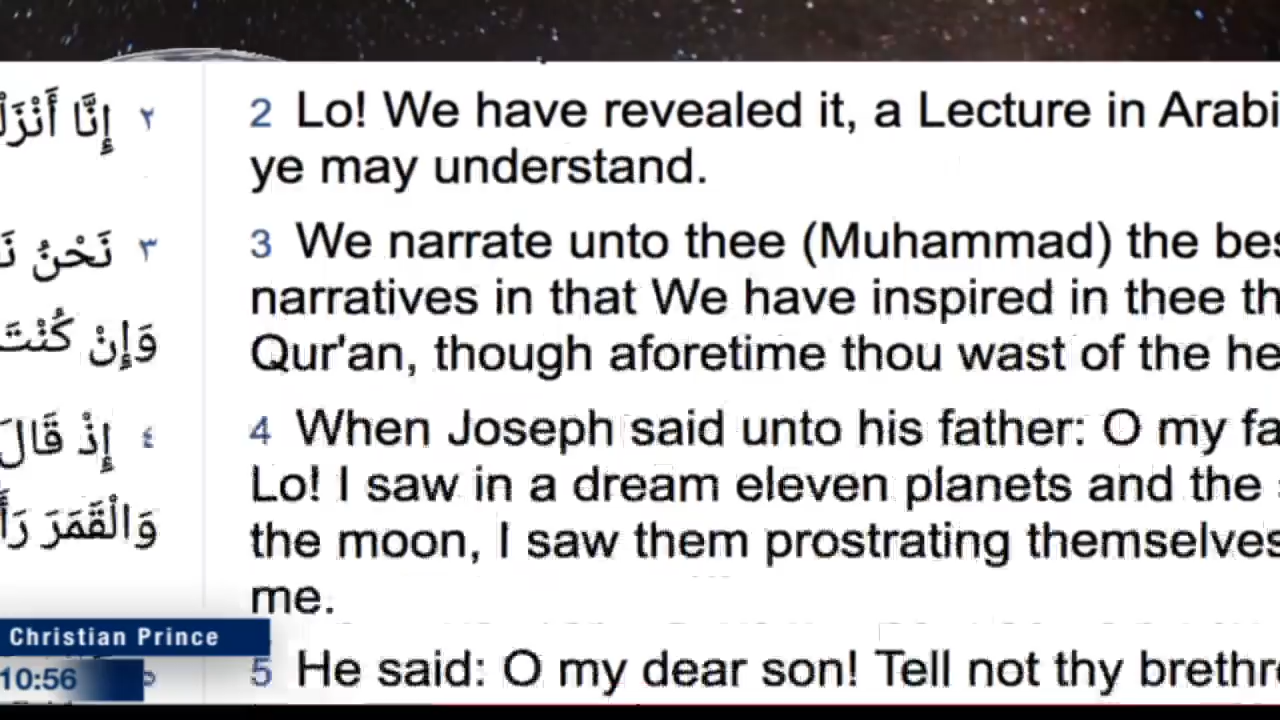 2 Lo! We have revealed it, a Lecture in Arabi
ye may understand.
3 We narrate unto thee (Muhammad) the bes
narratives in that We have inspired in thee th
Qur'an, though aforetime thou wast of the he
4 When Joseph said unto his father: O my fa
Lo! I saw in a dream eleven planets and the
the moon, I saw them prostrating themselves
me.
5 He said: O my dear son! Tell not thy brethre
٢ إِنَّا أَنْزَلْ
٣ نَحْنُ نَ
وَإِنْ كُنْتَ
٤ إِذْ قَالَ
وَالْقَمَرَ رَأَ
Christian Prince
10:56